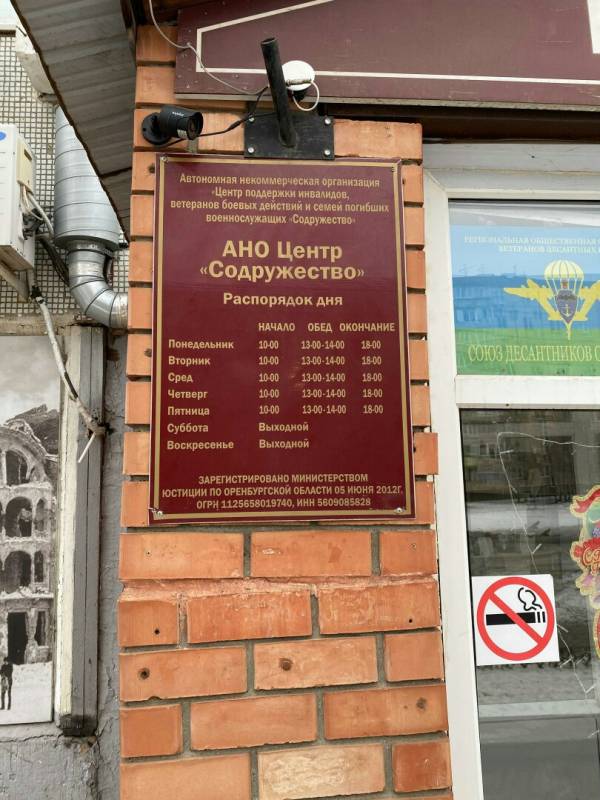 Автономная некоммерческая организация
«Центр поддержки инвалидов,
ветеранов боевых действий и семей погибших
военнослужащих «Содружество»
АНО Центр
«Содружество»
Распорядок дня
НАЧАЛО ОБЕД ОКОНЧАНИЕ
Понедельник 10-00 13-00-14-00 18-00
Вторник 10-00 13-00-14-00 18-00
Сред 10-00 13-00-14-00 18-00
Четверг 10-00 13-00-14-00 18-00
Пятница 10-00 13-00-14-00 18-00
Суббота Выходной
Воскресенье Выходной
ЗАРЕГИСТРИРОВАНО МИНИСТЕРСТВОМ
ЮСТИЦИИ ПО ОРЕНБУРГСКОЙ ОБЛАСТИ 05 ИЮНЯ 2012Г.
ОГРН 1125658019740, ИНН 5609085828
РЕГИОНАЛЬНАЯ ОБЩЕСТВЕННАЯ
ВЕТЕРАНОВ ДЕСАНТНЫХ
СОЮЗ ДЕСАНТНИКОВ